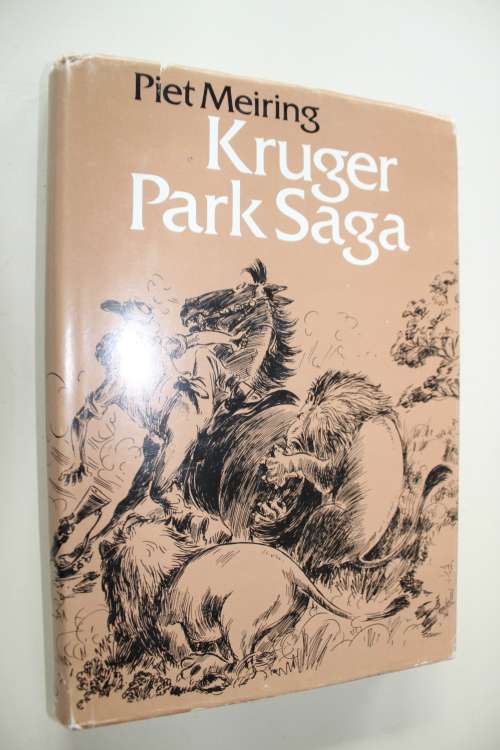 Piet Meiring
Kruger
Park Saga